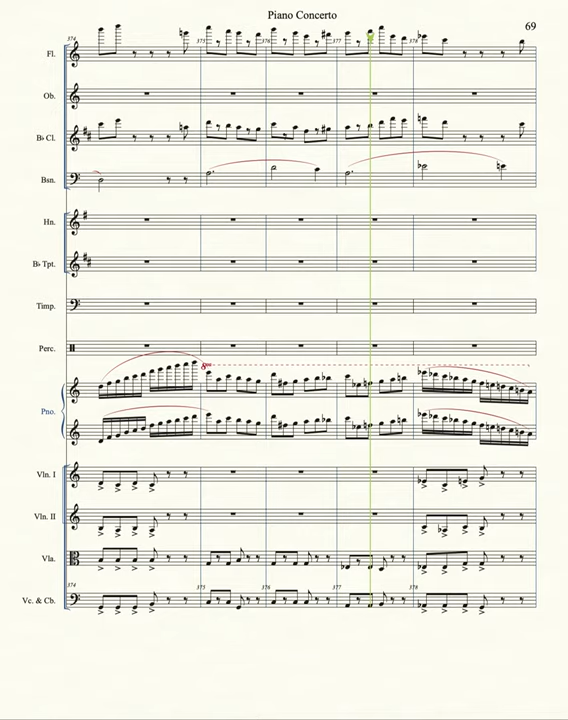 Piano Concerto
69
374 375 376 377 378
Fl.
Ob.
B♭ Cl.
Bsn.
Hn.
B♭ Tpt.
Timp.
Perc.
8va
Pno.
Vln. I
Vln. II
Vla.
374 375 376 377 378
Vc. & Cb.